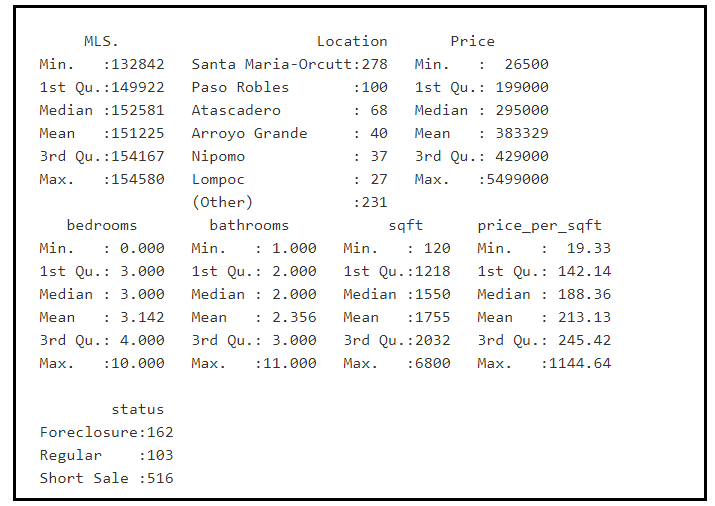 MLS.                      Location       Price
Min.   :132842   Santa Maria-Orcutt:278   Min.   :  26500
1st Qu.:149922   Paso Robles       :100   1st Qu.: 199000
Median :152581   Atascadero        : 68   Median : 295000
Mean   :151225   Arroyo Grande     : 40   Mean   : 383329
3rd Qu.:154167   Nipomo            : 37   3rd Qu.: 429000
Max.   :154580   Lompoc            : 27   Max.   :5499000
                 (Other)           :231
   bedrooms        bathrooms           sqft      price_per_sqft
Min.   : 0.000   Min.   : 1.000   Min.   : 120   Min.   :  19.33
1st Qu.: 3.000   1st Qu.: 2.000   1st Qu.:1218   1st Qu.: 142.14
Median : 3.000   Median : 2.000   Median :1550   Median : 188.36
Mean   : 3.142   Mean   : 2.356   Mean   :1755   Mean   : 213.13
3rd Qu.: 4.000   3rd Qu.: 3.000   3rd Qu.:2032   3rd Qu.: 245.42
Max.   :10.000   Max.   :11.000   Max.   :6800   Max.   :1144.64
        status
Foreclosure:162
Regular    :103
Short Sale :516